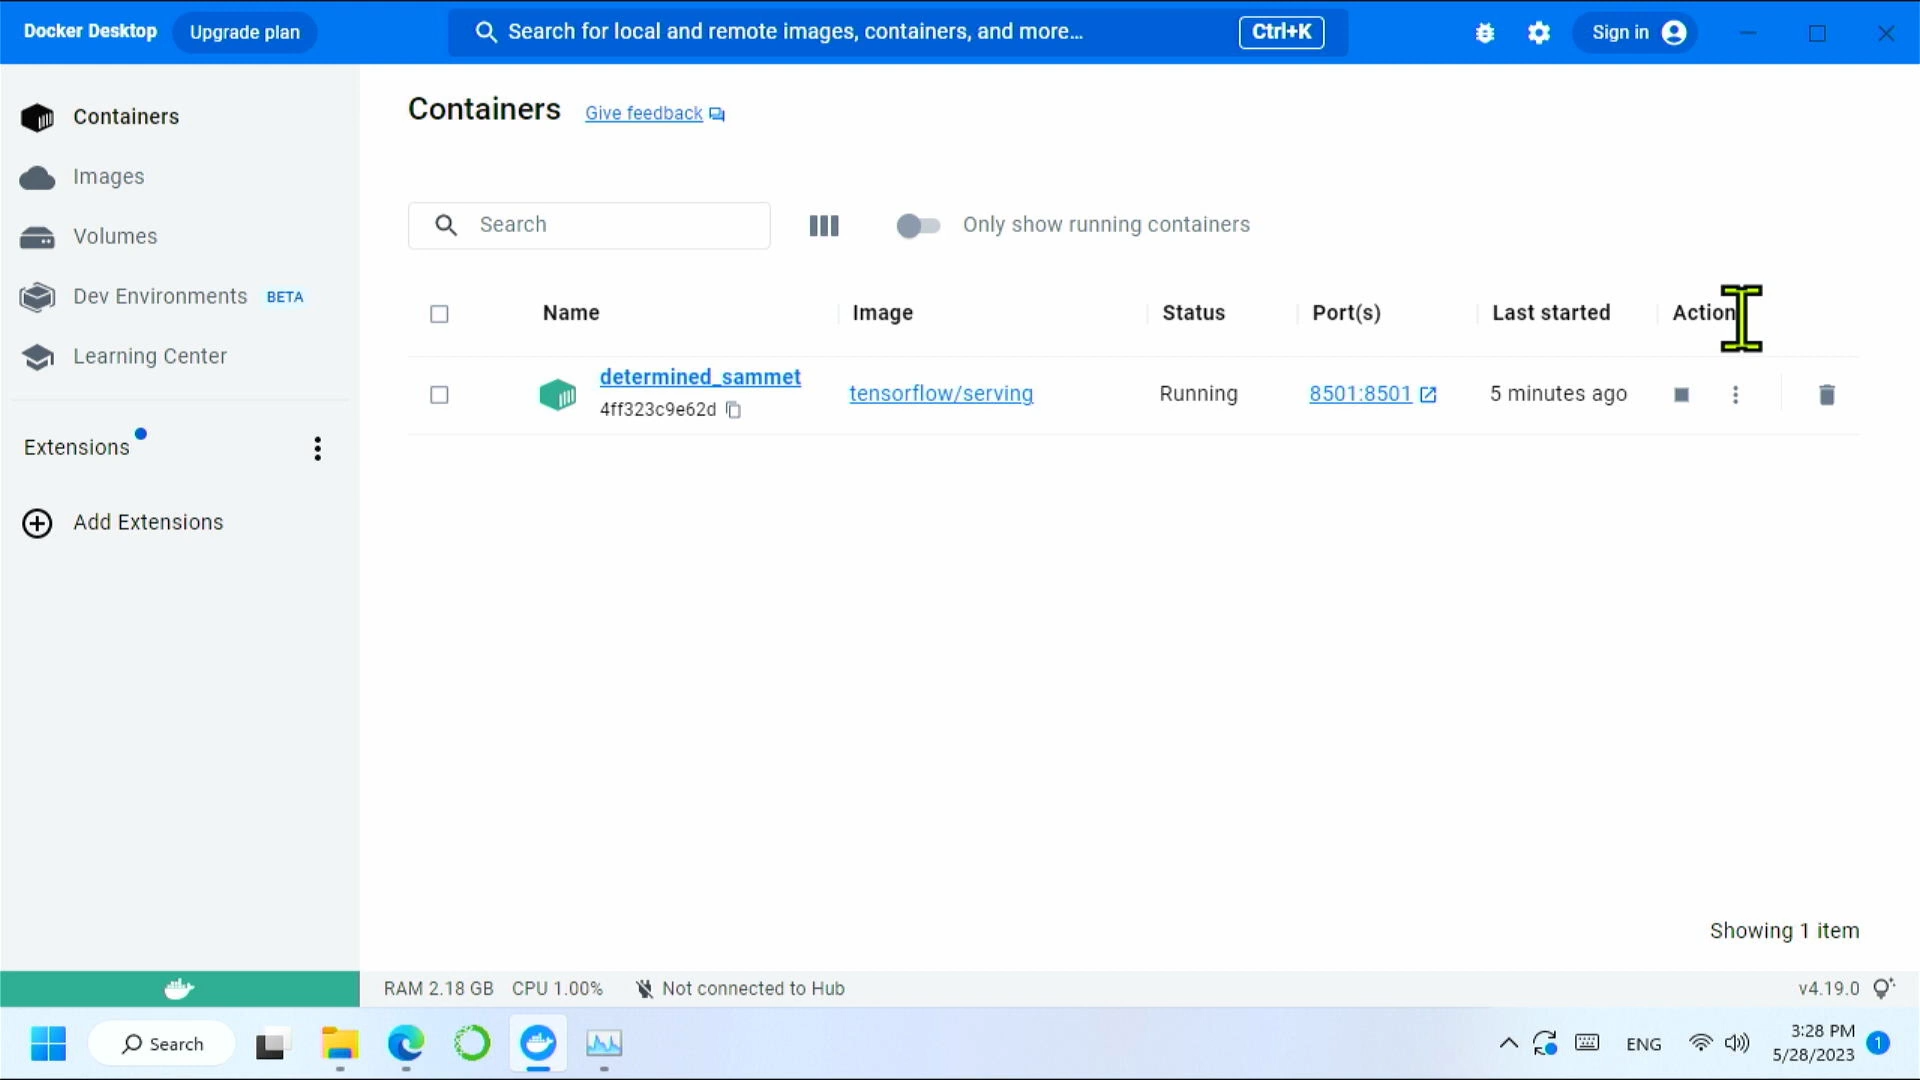 Docker Desktop Upgrade plan Search for local and remote images, containers, and more... Ctrl+K Sign in
Containers
Images
Volumes
Dev Environments BETA
Learning Center
Extensions
Add Extensions
Containers Give feedback
Search Only show running containers
Name Image Status Port(s) Last started Action
determined_sammet tensorflow/serving Running 8501:8501 5 minutes ago
4ff323c9e62d
Showing 1 item
RAM 2.18 GB CPU 1.00% Not connected to Hub v4.19.0
Search ENG 3:28 PM 1
5/28/2023